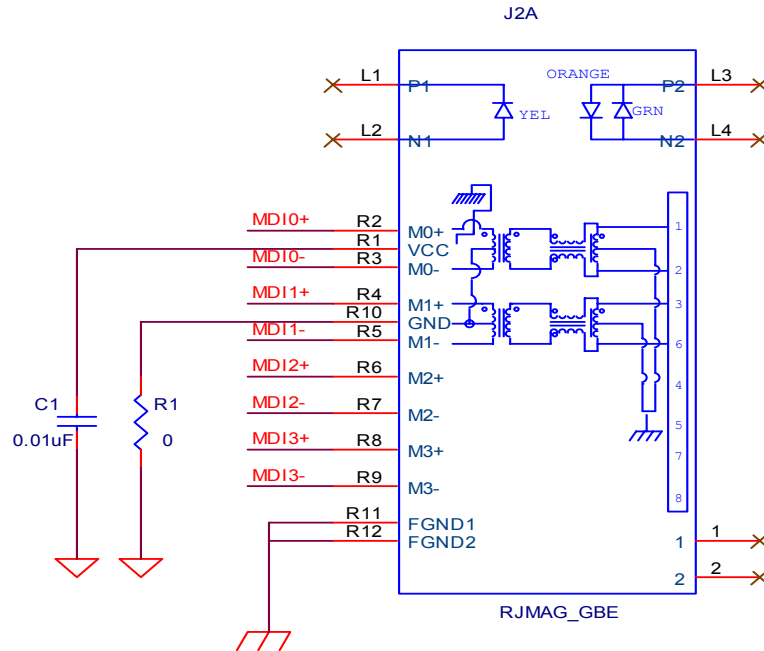 J2A
L1 P1 ORANGE P2 L3
YEL GRN
L2 N1 N2 L4
MDI0+ R2 M0+ 1
R1 VCC
MDI0- R3 M0- 2
MDI1+ R4 M1+ 3
R10 GND
MDI1- R5 M1- 6
MDI2+ R6 M2+ 4
C1 R1 MDI2- R7 M2- 5
0.01uF 0 MDI3+ R8 M3+ 7
MDI3- R9 M3- 8
R11 FGND1 1 1
R12 FGND2
2 2
RJMAG_GBE